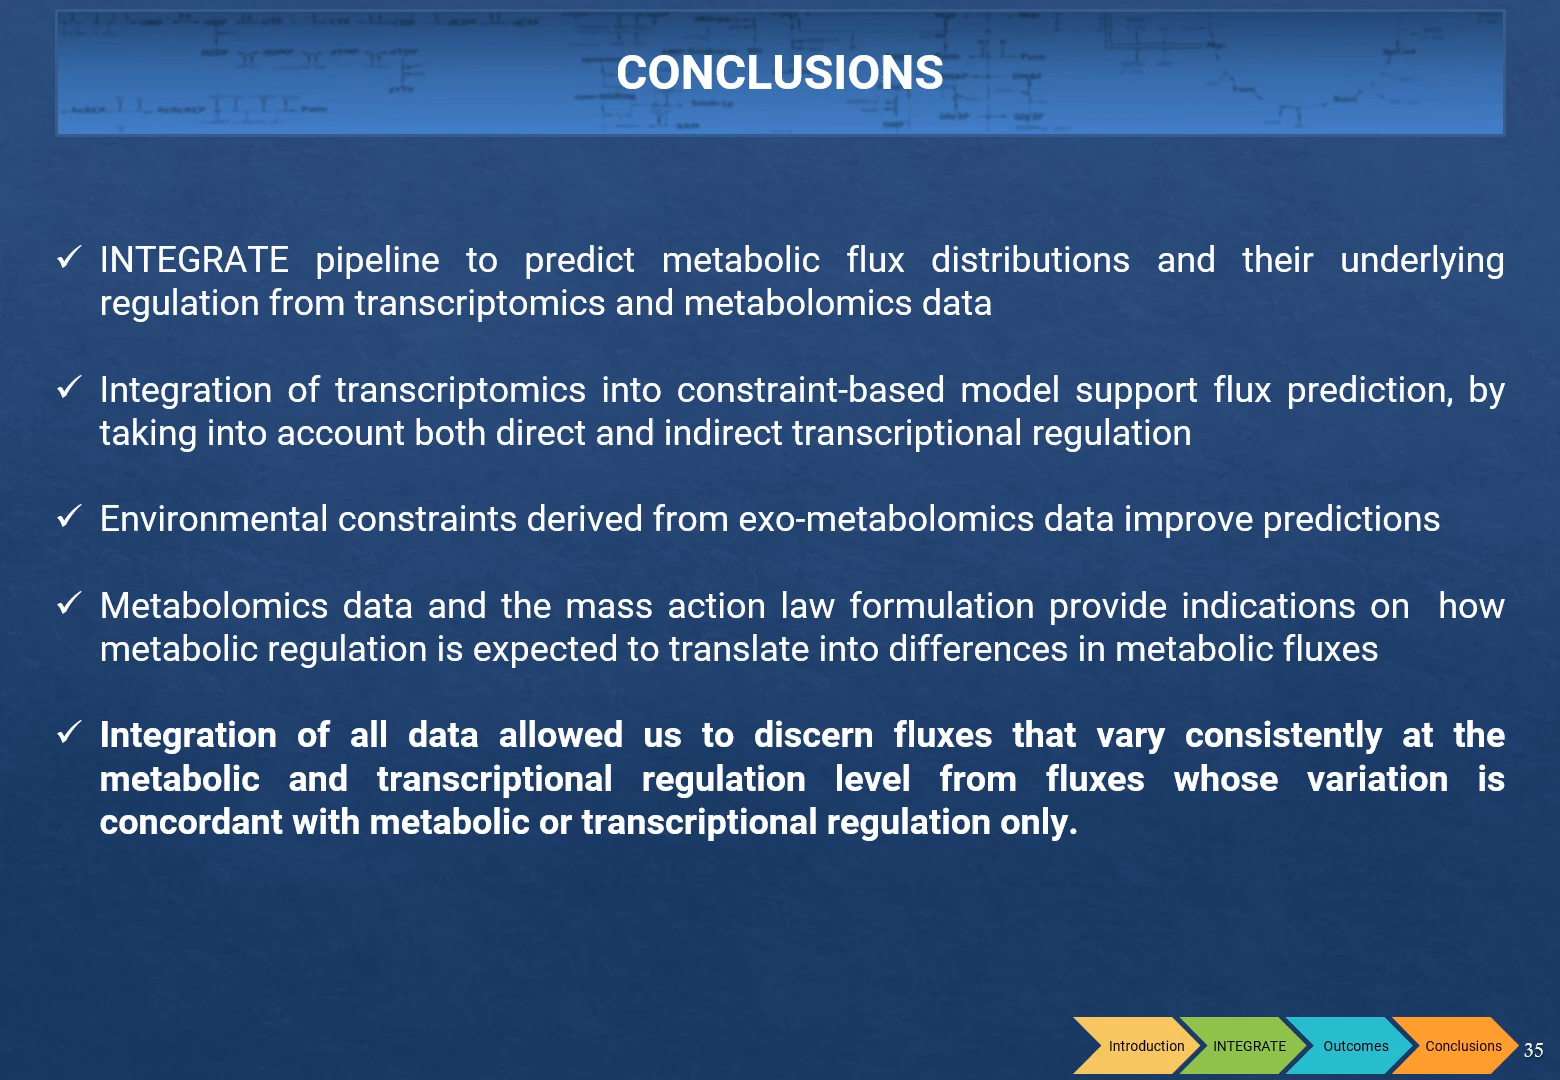 CONCLUSIONS
✓ INTEGRATE pipeline to predict metabolic flux distributions and their underlying
regulation from transcriptomics and metabolomics data
✓ Integration of transcriptomics into constraint-based model support flux prediction, by
taking into account both direct and indirect transcriptional regulation
✓ Environmental constraints derived from exo-metabolomics data improve predictions
✓ Metabolomics data and the mass action law formulation provide indications on how
metabolic regulation is expected to translate into differences in metabolic fluxes
✓ Integration of all data allowed us to discern fluxes that vary consistently at the
metabolic and transcriptional regulation level from fluxes whose variation is
concordant with metabolic or transcriptional regulation only.
Introduction INTEGRATE Outcomes Conclusions 35